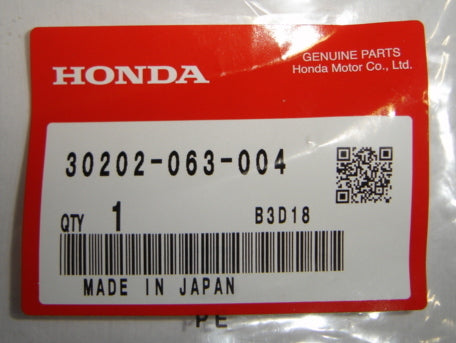 HONDA
GENUINE PARTS
Honda Motor Co., Ltd.
30202-063-004
QTY 1 B3D18
MADE IN JAPAN
PE